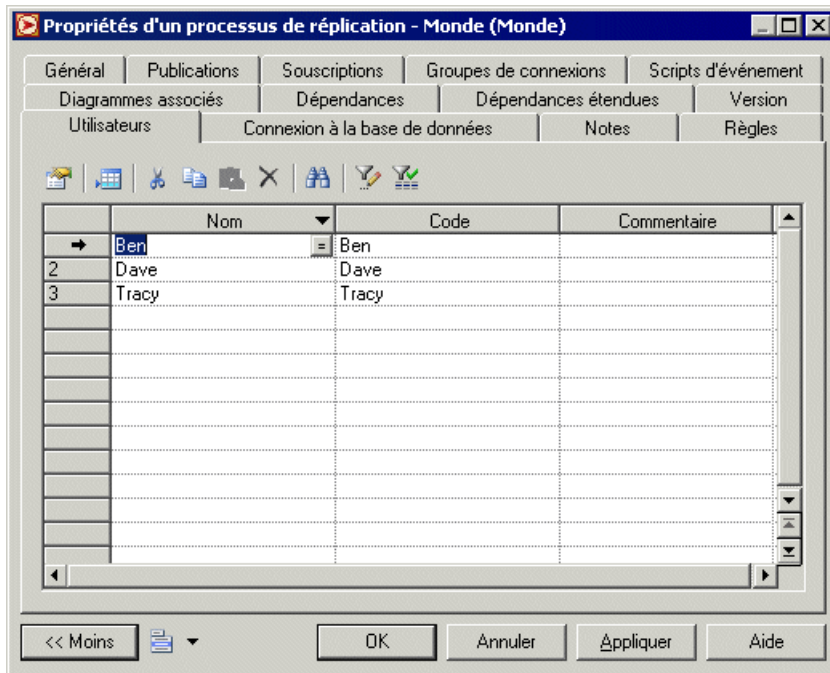 Propriétés d'un processus de réplication - Monde (Monde)
Général Publications Souscriptions Groupes de connexions Scripts d'événement
Diagrammes associés Dépendances Dépendances étendues Version
Utilisateurs Connexion à la base de données Notes Règles
Nom Code Commentaire
Ben = Ben
2 Dave Dave
3 Tracy Tracy
<< Moins OK Annuler Appliquer Aide